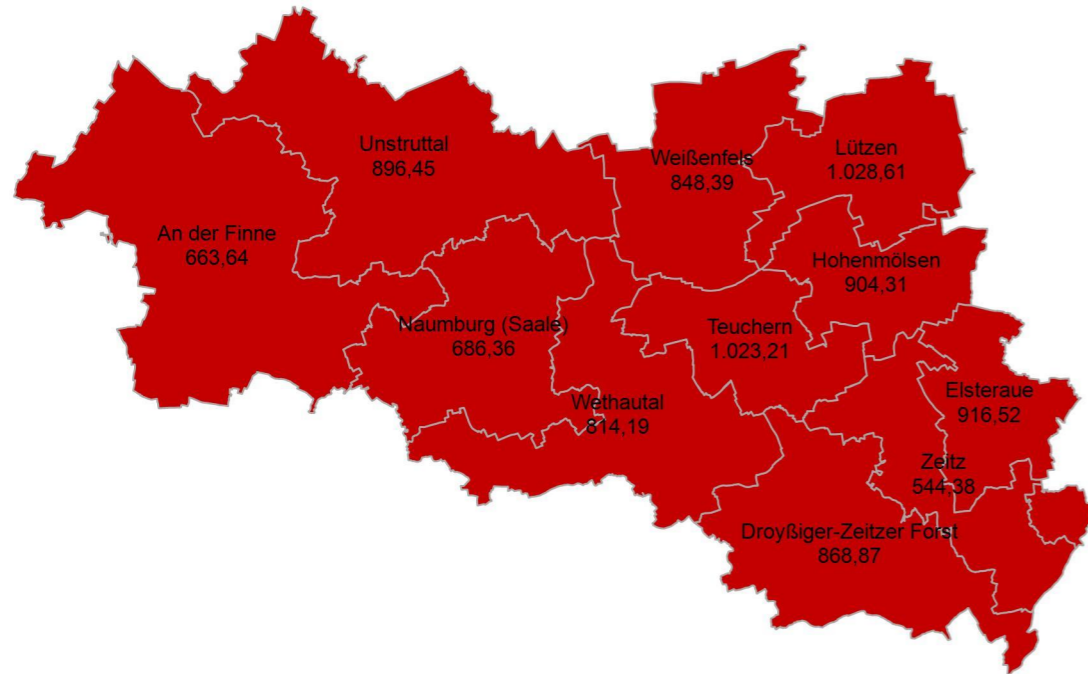 Unstruttal
896,45
Weißenfels
848,39
Lützen
1.028,61
An der Finne
663,64
Hohenmölsen
904,31
Naumburg (Saale)
686,36
Teuchern
1.023,21
Wethautal
814,19
Elsteraue
916,52
Zeitz
544,38
Droyßiger-Zeitzer Forst
868,87